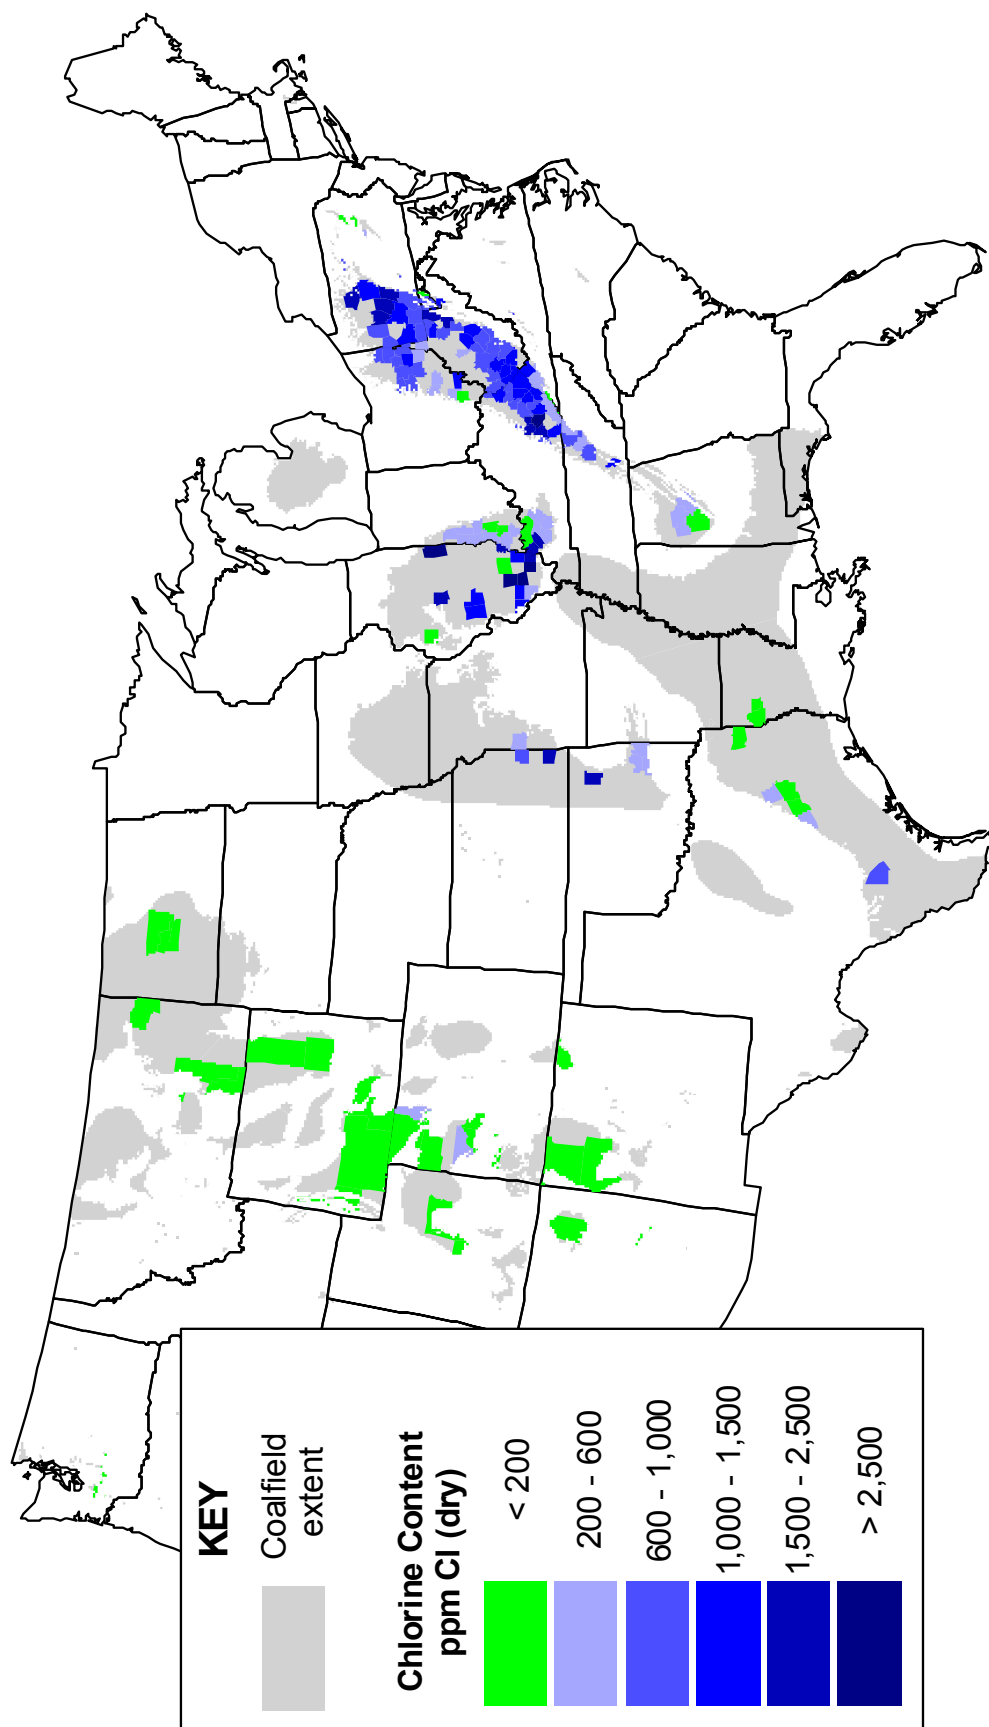 KEY
Coalfield
extent
Chlorine Content
ppm Cl (dry)
< 200
200 - 600
600 - 1,000
1,000 - 1,500
1,500 - 2,500
> 2,500